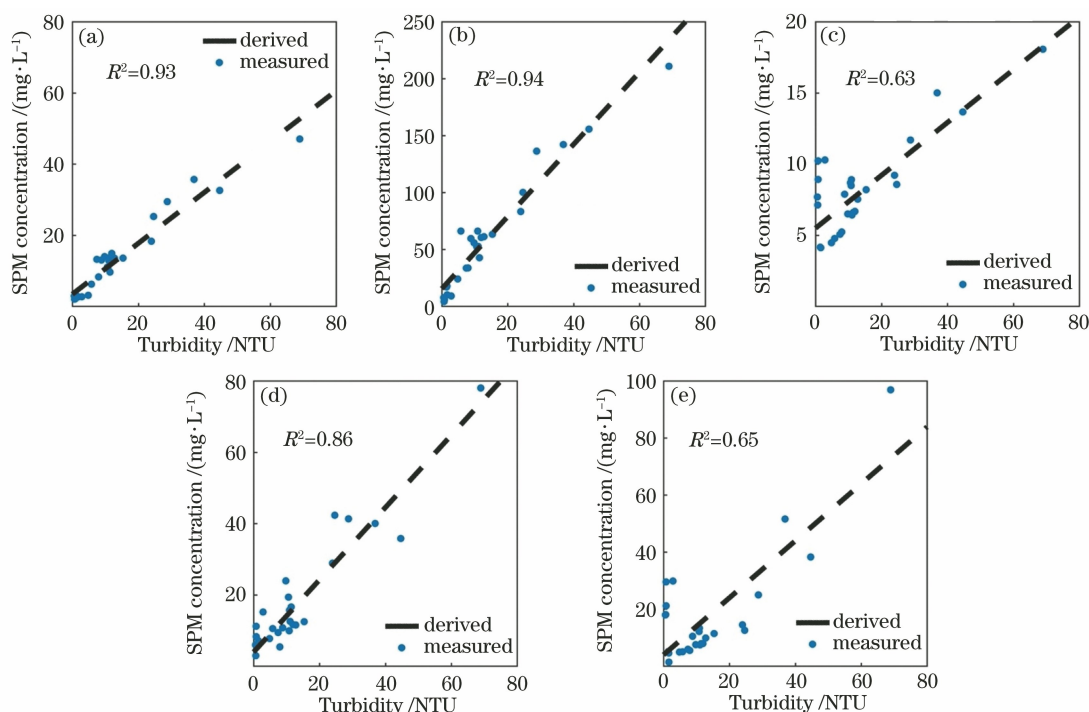 (a)
derived
measured
R²=0.93
80
60
40
20
0
20
40
60
80
SPM concentration /(mg·L⁻¹)
Turbidity /NTU
(b)
R²=0.94
250
200
150
100
50
0
0
20
40
60
80
derived
measured
SPM concentration /(mg·L⁻¹)
Turbidity /NTU
(c)
R²=0.63
20
15
10
5
0
20
40
60
80
derived
measured
SPM concentration /(mg·L⁻¹)
Turbidity /NTU
(d)
R²=0.86
80
60
40
20
0
20
40
60
80
derived
measured
SPM concentration /(mg·L⁻¹)
Turbidity /NTU
(e)
R²=0.65
100
80
60
40
20
0
20
40
60
80
derived
measured
SPM concentration /(mg·L⁻¹)
Turbidity /NTU